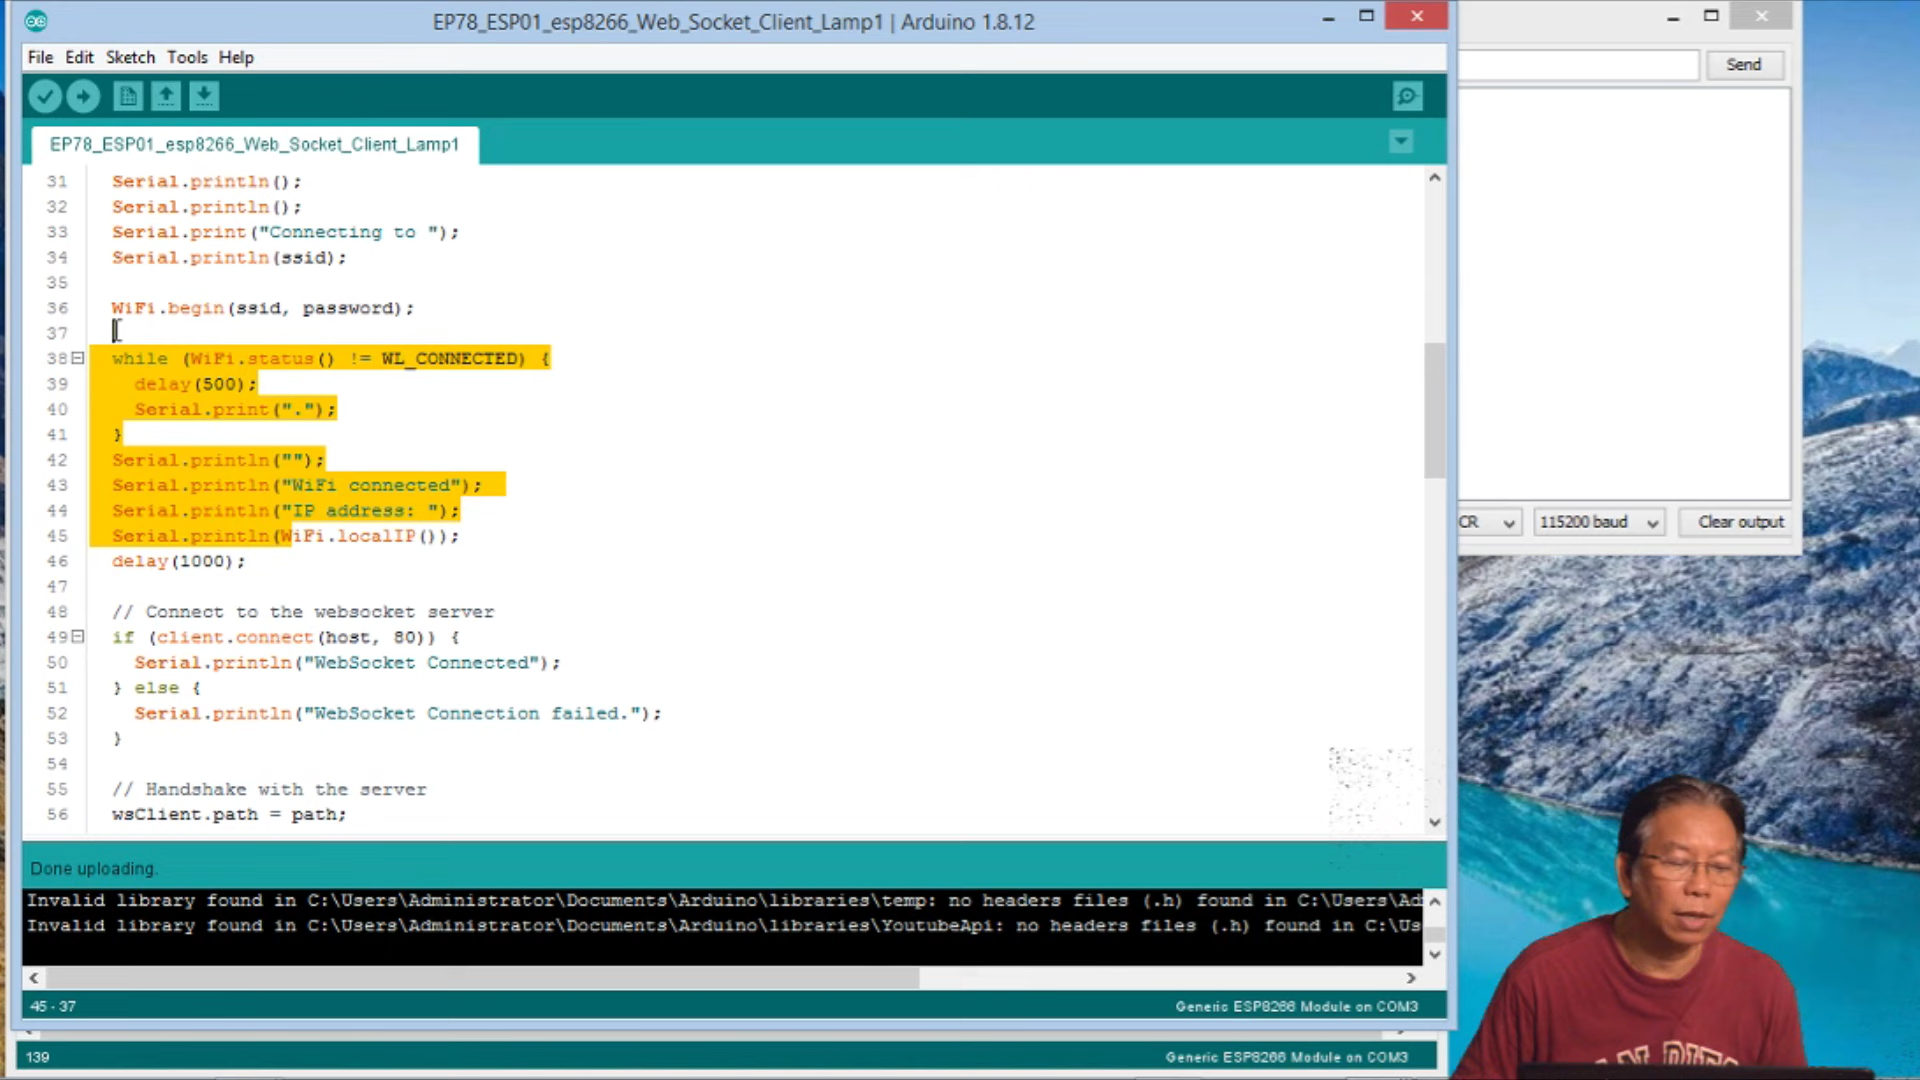 EP78_ESP01_esp8266_Web_Socket_Client_Lamp1 | Arduino 1.8.12
File Edit Sketch Tools Help
Send
EP78_ESP01_esp8266_Web_Socket_Client_Lamp1
31 Serial.println();
32 Serial.println();
33 Serial.print("Connecting to ");
34 Serial.println(ssid);
35
36 WiFi.begin(ssid, password);
37
38 while (WiFi.status() != WL_CONNECTED) {
39 delay(500);
40 Serial.print(".");
41 }
42 Serial.println("");
43 Serial.println("WiFi connected");
44 Serial.println("IP address: ");
45 Serial.println(WiFi.localIP());
46 delay(1000);
47
48 // Connect to the websocket server
49 if (client.connect(host, 80)) {
50 Serial.println("WebSocket Connected");
51 } else {
52 Serial.println("WebSocket Connection failed.");
53 }
54
55 // Handshake with the server
56 wsClient.path = path;
CR 115200 baud Clear output
Done uploading.
Invalid library found in C:\Users\Administrator\Documents\Arduino\libraries\temp: no headers files (.h) found in C:\Users\Ad
Invalid library found in C:\Users\Administrator\Documents\Arduino\libraries\YoutubeApi: no headers files (.h) found in C:\Us
45 - 37 Generic ESP8266 Module on COM3
139 Generic ESP8266 Module on COM3